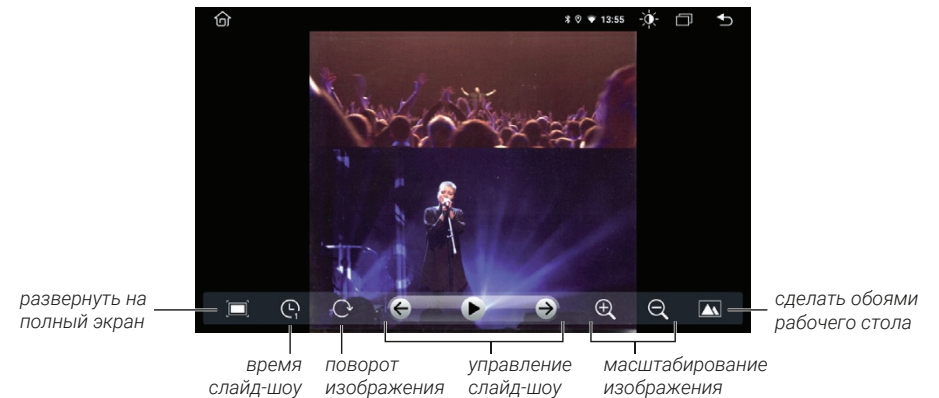 13:55
развернуть на
полный экран
сделать обоями
рабочего стола
время
слайд-шоу
поворот
изображения
управление
слайд-шоу
масштабирование
изображения